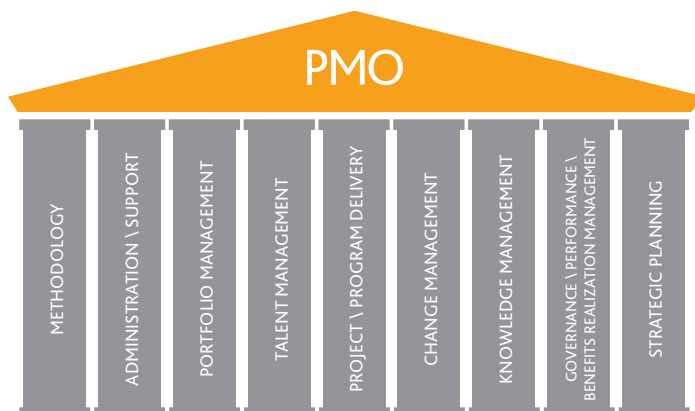 PMO
METHODOLOGY
ADMINISTRATION \ SUPPORT
PORTFOLIO MANAGEMENT
TALENT MANAGEMENT
PROJECT \ PROGRAM DELIVERY
CHANGE MANAGEMENT
KNOWLEDGE MANAGEMENT
GOVERNANCE \ PERFORMANCE \
BENEFITS REALIZATION MANAGEMENT
STRATEGIC PLANNING